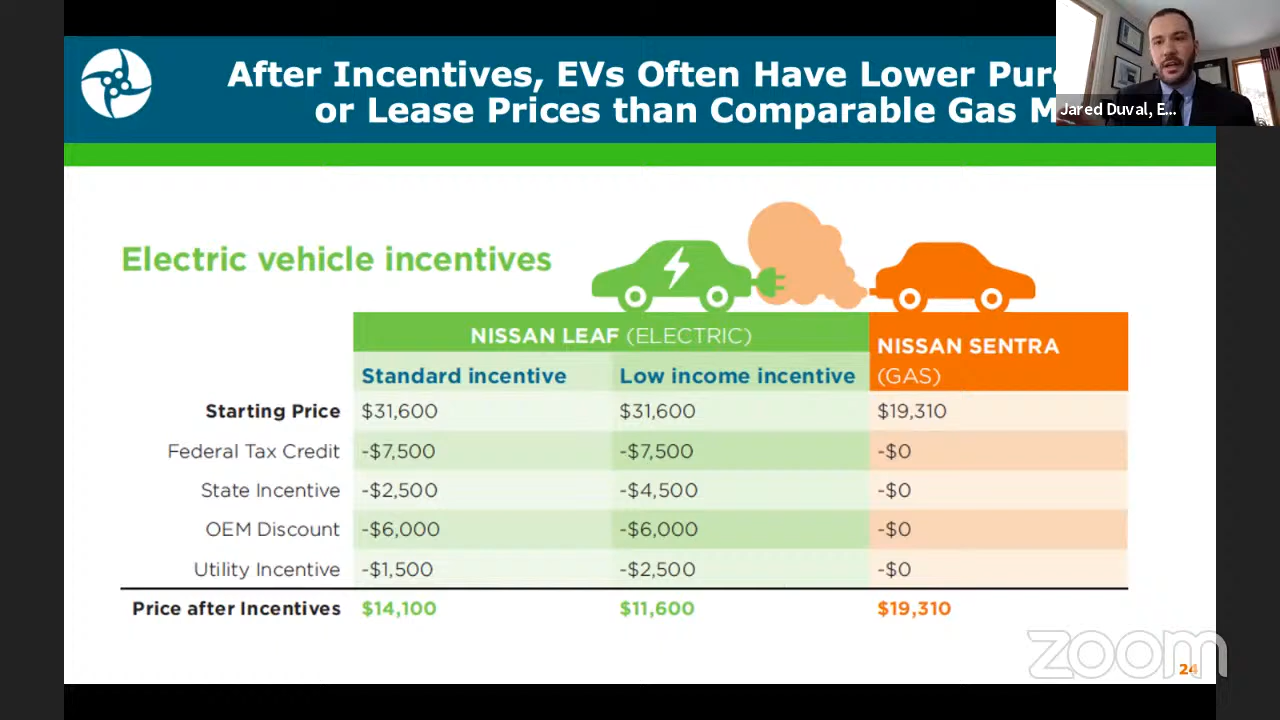 After Incentives, EVs Often Have Lower
or Lease Prices than Comparable Gas
Jared Duval, E...
Electric vehicle incentives
NISSAN LEAF (ELECTRIC)
NISSAN SENTRA
(GAS)
Standard incentive Low income incentive
Starting Price $31,600 $31,600 $19,310
Federal Tax Credit -$7,500 -$7,500 -$0
State Incentive -$2,500 -$4,500 -$0
OEM Discount -$6,000 -$6,000 -$0
Utility Incentive -$1,500 -$2,500 -$0
Price after Incentives $14,100 $11,600 $19,310
zoom
24